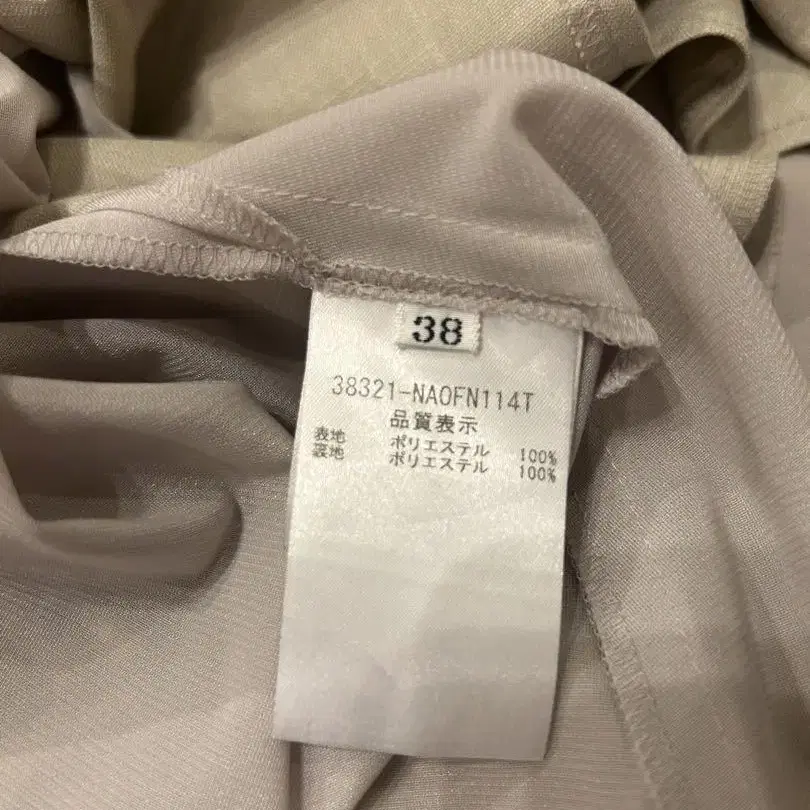 38
38321-NAOFN114T
品質表示
表地 ポリエステル 100%
裏地 ポリエステル 100%